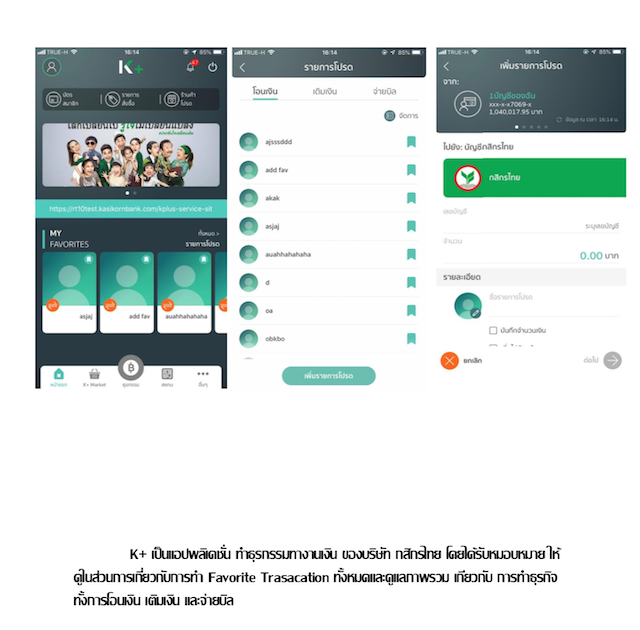 TRUE-H 16:14 85%
K+
47
บัตร
สมาชิก
รายการ
สั่งซื้อ
ร้านค้า
โปรด
https://rt10test.kasikornbank.com/kplus-service-sit
MY
FAVORITES
ทั้งหมด >
รายการโปรด
ธุรกิจ
asjaj
add fav
auahhahahaha
หน้าแรก
K+ Market
ธุรกรรม
สแกน
อื่นๆ
TRUE-H 16:14 85%
รายการโปรด
โอนเงิน เติมเงิน จ่ายบิล
จัดการ
ajsssddd
add fav
akak
asjaj
auahhahahaha
d
oa
obkbo
เพิ่มรายการโปรด
TRUE-H 16:14 85%
เพิ่มรายการโปรด
จาก:
1บัญชีของฉัน
xxx-x-x7069-x
1,040,017.95 บาท
ข้อมูล ณ เวลา 16:14 น.
ไปยัง: บัญชีกสิกรไทย
กสิกรไทย
เลขบัญชี
ระบุเลขบัญชี
จำนวน
0.00 บาท
รายละเอียด
ชื่อรายการโปรด
บันทึกจำนวนเงิน
ยกเลิก
ต่อไป
K+ เป็นแอปพลิเคชั่น ทำธุรกรรมทางานเงิน ของบริษัท กสิกรไทย โดยได้รับหมอบหมาย ให้
ดูในส่วนการเกี่ยวกับการทำ Favorite Trasacation ทั้งหมดและดูแลภาพรวม เกี่ยวกับ การทำธุรกิจ
ทั้งการโอนเงิน เติมเงิน และจ่ายบิล